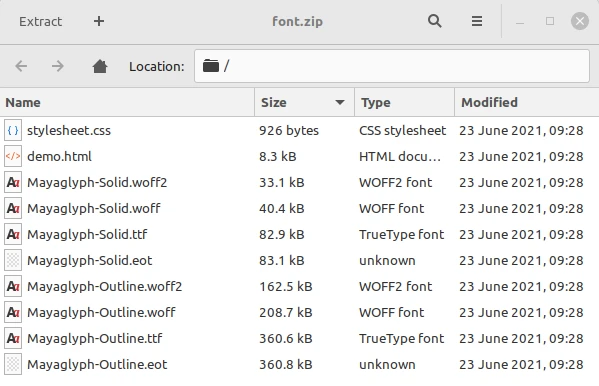 Extract + font.zip
Location: /
Name Size Type Modified
stylesheet.css 926 bytes CSS stylesheet 23 June 2021, 09:28
demo.html 8.3 kB HTML docu... 23 June 2021, 09:28
Mayaglyph-Solid.woff2 33.1 kB WOFF2 font 23 June 2021, 09:28
Mayaglyph-Solid.woff 40.4 kB WOFF font 23 June 2021, 09:28
Mayaglyph-Solid.ttf 82.9 kB TrueType font 23 June 2021, 09:28
Mayaglyph-Solid.eot 83.1 kB unknown 23 June 2021, 09:28
Mayaglyph-Outline.woff2 162.5 kB WOFF2 font 23 June 2021, 09:28
Mayaglyph-Outline.woff 208.7 kB WOFF font 23 June 2021, 09:28
Mayaglyph-Outline.ttf 360.6 kB TrueType font 23 June 2021, 09:28
Mayaglyph-Outline.eot 360.8 kB unknown 23 June 2021, 09:28